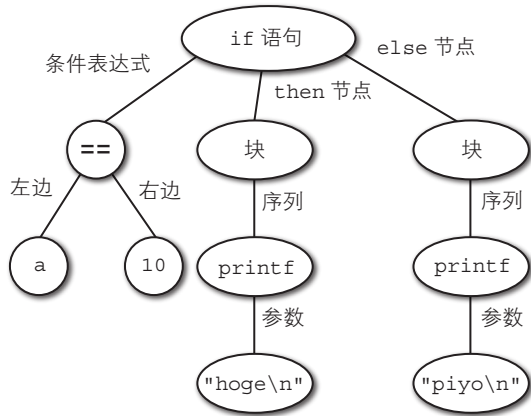 if 语句
条件表达式
else 节点
then 节点
==
块
块
左边
右边
序列
序列
a
10
printf
printf
参数
参数
"hoge\n"
"piyo\n"